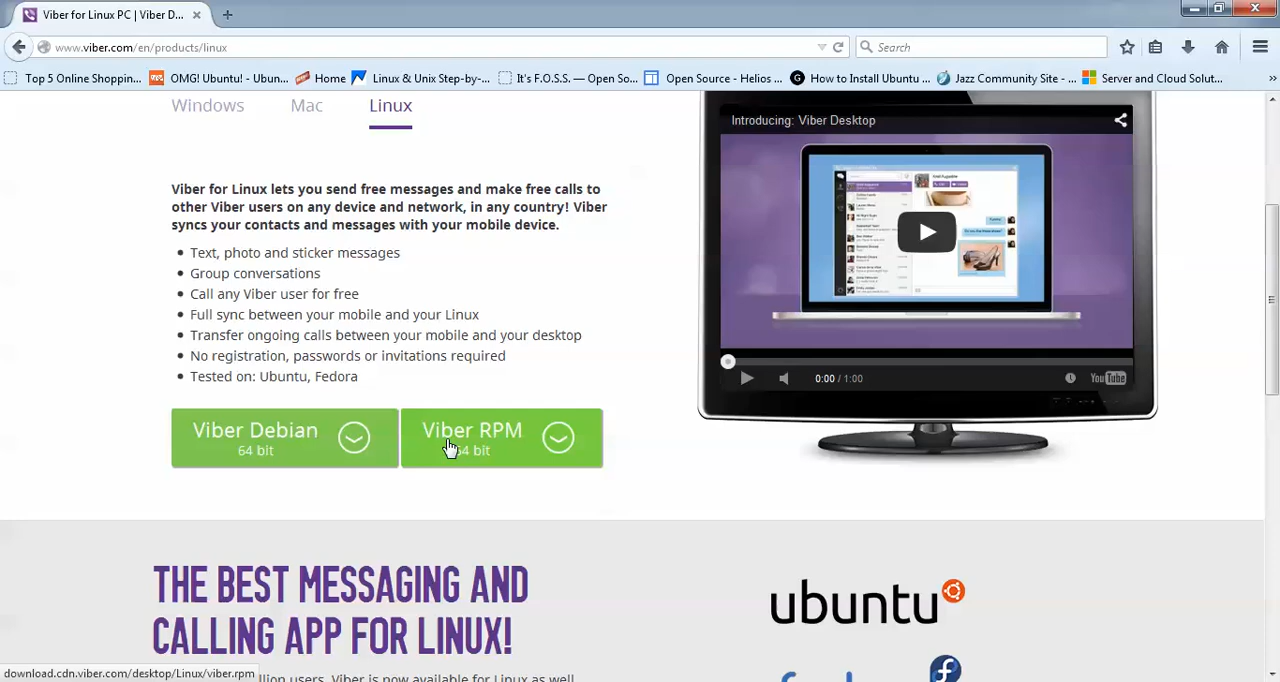 Viber for Linux PC | Viber D...
www.viber.com/en/products/linux
Search
Top 5 Online Shoppin...
OMG! Ubuntu! - Ubun...
Home
Linux & Unix Step-by-...
It's F.O.S.S. — Open So...
Open Source - Helios ...
How to Install Ubuntu ...
Jazz Community Site - ...
Server and Cloud Solut...
Windows
Mac
Linux
Viber for Linux lets you send free messages and make free calls to
other Viber users on any device and network, in any country! Viber
syncs your contacts and messages with your mobile device.
Text, photo and sticker messages
Group conversations
Call any Viber user for free
Full sync between your mobile and your Linux
Transfer ongoing calls between your mobile and your desktop
No registration, passwords or invitations required
Tested on: Ubuntu, Fedora
Viber Debian
64 bit
Viber RPM
64 bit
Introducing: Viber Desktop
0:00 / 1:00
YouTube
THE BEST MESSAGING AND
CALLING APP FOR LINUX!
users, Viber is now available for Linux as well
ubuntu
download.cdn.viber.com/desktop/Linux/viber.rpm